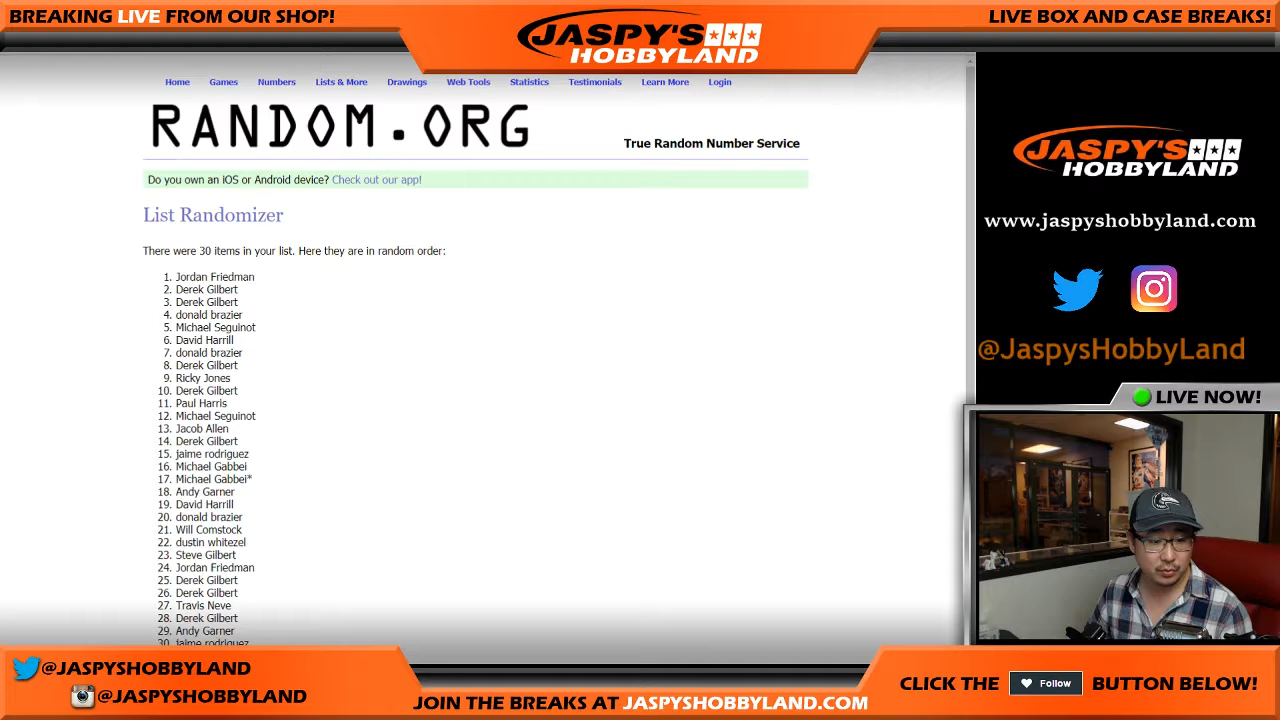 BREAKING LIVE FROM OUR SHOP!
JASPY'S
HOBBYLAND
LIVE BOX AND CASE BREAKS!
Home Games Numbers Lists & More Drawings Web Tools Statistics Testimonials Learn More Login
RANDOM.ORG
True Random Number Service
Do you own an iOS or Android device? Check out our app!
List Randomizer
There were 30 items in your list. Here they are in random order:
1. Jordan Friedman
2. Derek Gilbert
3. Derek Gilbert
4. donald brazier
5. Michael Seguinot
6. David Harrill
7. donald brazier
8. Derek Gilbert
9. Ricky Jones
10. Derek Gilbert
11. Paul Harris
12. Michael Seguinot
13. Jacob Allen
14. Derek Gilbert
15. jaime rodriguez
16. Michael Gabbei
17. Michael Gabbei*
18. Andy Garner
19. David Harrill
20. donald brazier
21. Will Comstock
22. dustin whitezel
23. Steve Gilbert
24. Jordan Friedman
25. Derek Gilbert
26. Derek Gilbert
27. Travis Neve
28. Derek Gilbert
29. Andy Garner
30. jaime rodriguez
JASPY'S
HOBBYLAND
www.jaspyshobbyland.com
@JaspysHobbyLand
LIVE NOW!
@JASPYSHOBBYLAND
@JASPYSHOBBYLAND
JOIN THE BREAKS AT JASPYSHOBBYLAND.COM
CLICK THE Follow BUTTON BELOW!